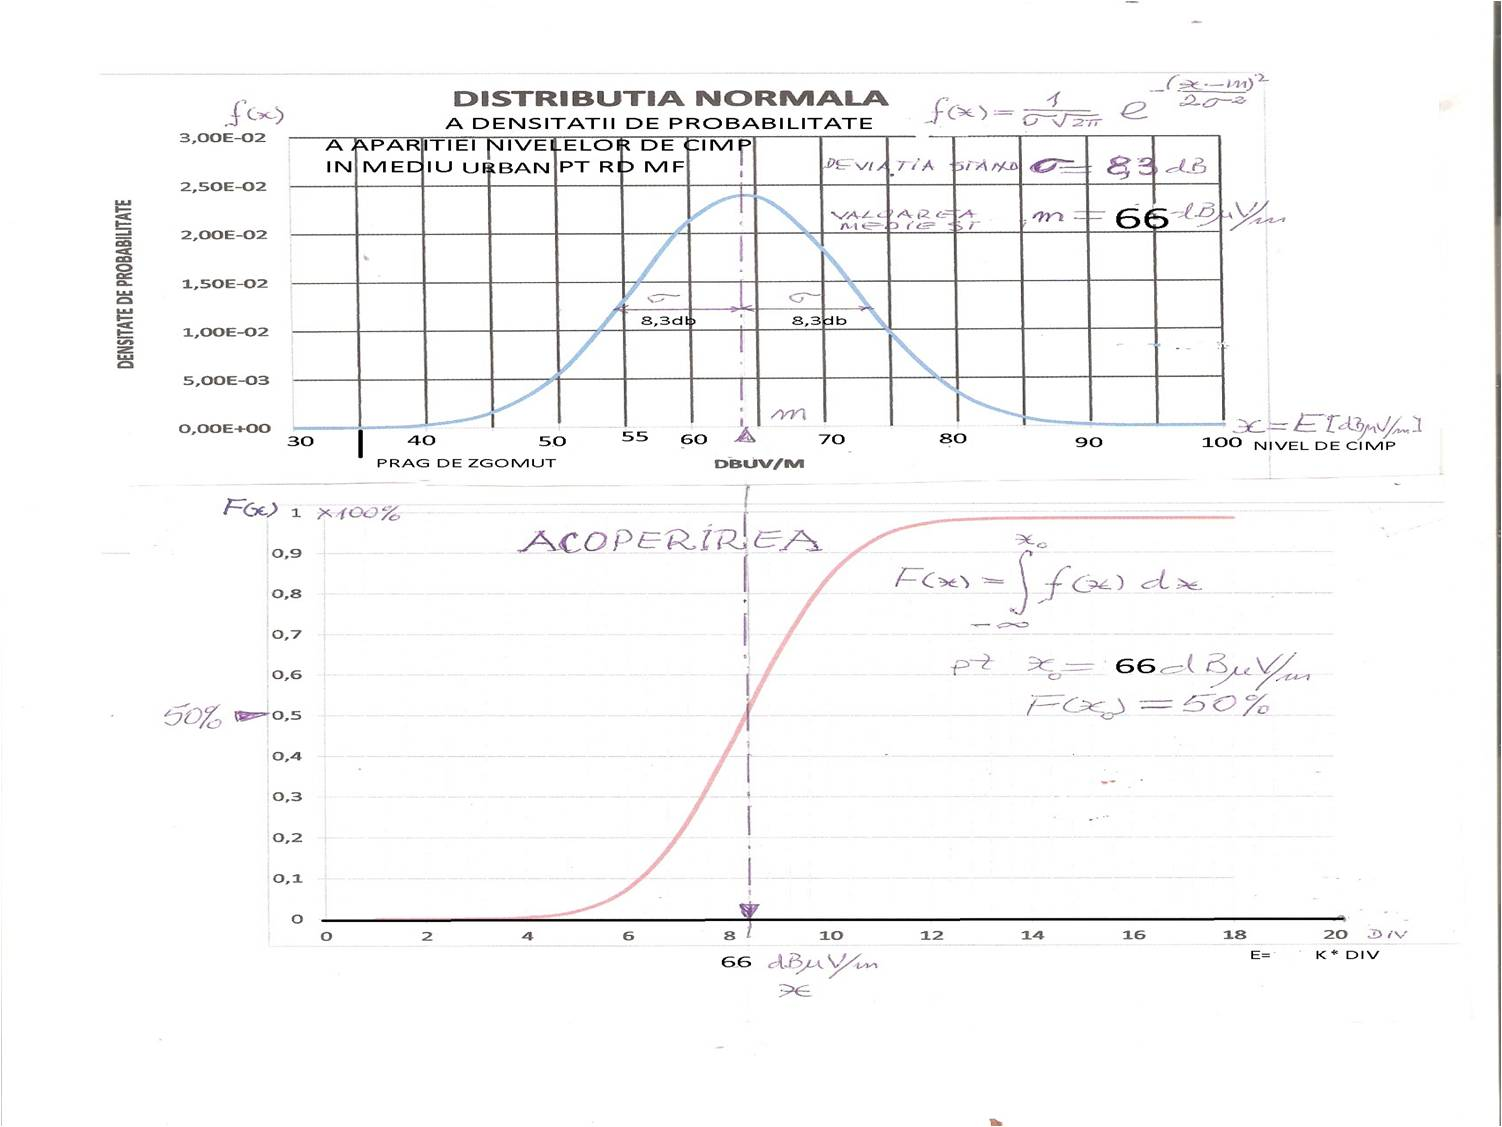 DISTRIBUTIA NORMALA
A DENSITATII DE PROBABILITATE
A APARITIEI NIVELELOR DE CIMP
IN MEDIU URBAN PT RD MF
f(x)
f(x) = 1/(σ√2π) e^-(x-m)²/2σ²
DEVIATIA STAND σ = 8,3 dB
VALOAREA
MEDIE ST m = 66 dBµV/m
DENSITATE DE PROBABILITATE
3,00E-02
2,50E-02
2,00E-02
1,50E-02
1,00E-02
5,00E-03
0,00E+00
σ σ
8,3db 8,3db
m
30 40 50 55 60 70 80 90 100
x = E [dBµV/m]
NIVEL DE CIMP
PRAG DE ZGOMUT
DBUV/M
F(x) 1 x100%
ACOPERIREA
F(x) = ∫ f(x) dx
x₀
-∞
pt x₀ = 66 dBµV/m
F(x₀) = 50%
0,9
0,8
0,7
0,6
50% 0,5
0,4
0,3
0,2
0,1
0
0 2 4 6 8 10 12 14 16 18 20 DIV
66 dBµV/m
x
E= K * DIV